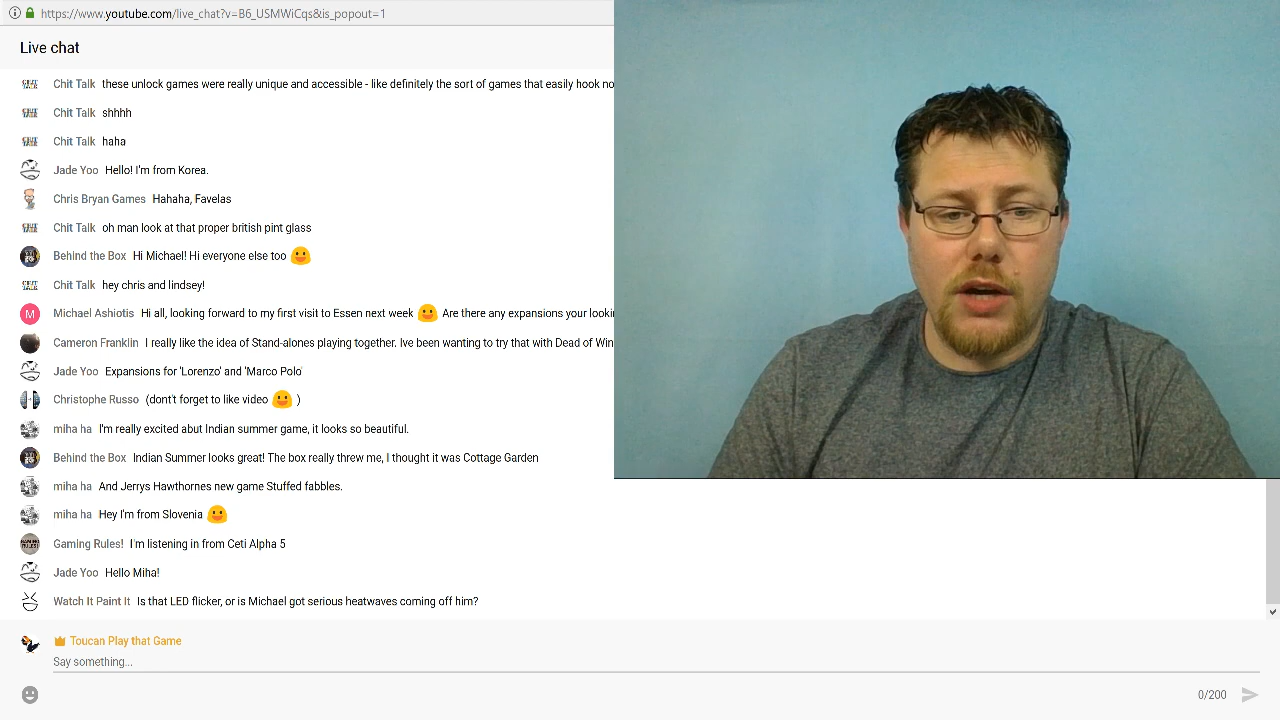 https://www.youtube.com/live_chat?v=B6_USMWiCqs&is_popout=1
Live chat
Chit Talk these unlock games were really unique and accessible - like definitely the sort of games that easily hook no
Chit Talk shhhh
Chit Talk haha
Jade Yoo Hello! I'm from Korea.
Chris Bryan Games Hahaha, Favelas
Chit Talk oh man look at that proper british pint glass
Behind the Box Hi Michael! Hi everyone else too
Chit Talk hey chris and lindsey!
M Michael Ashiotis Hi all, looking forward to my first visit to Essen next week Are there any expansions your looki
Cameron Franklin I really like the idea of Stand-alones playing together. Ive been wanting to try that with Dead of Win
Jade Yoo Expansions for 'Lorenzo' and 'Marco Polo'
Christophe Russo (don't forget to like video )
miha ha I'm really excited abut Indian summer game, it looks so beautiful.
Behind the Box Indian Summer looks great! The box really threw me, I thought it was Cottage Garden
miha ha And Jerrys Hawthornes new game Stuffed fabbles.
miha ha Hey I'm from Slovenia
Gaming Rules! I'm listening in from Ceti Alpha 5
Jade Yoo Hello Miha!
Watch It Paint It Is that LED flicker, or is Michael got serious heatwaves coming off him?
Toucan Play that Game
Say something...
0/200